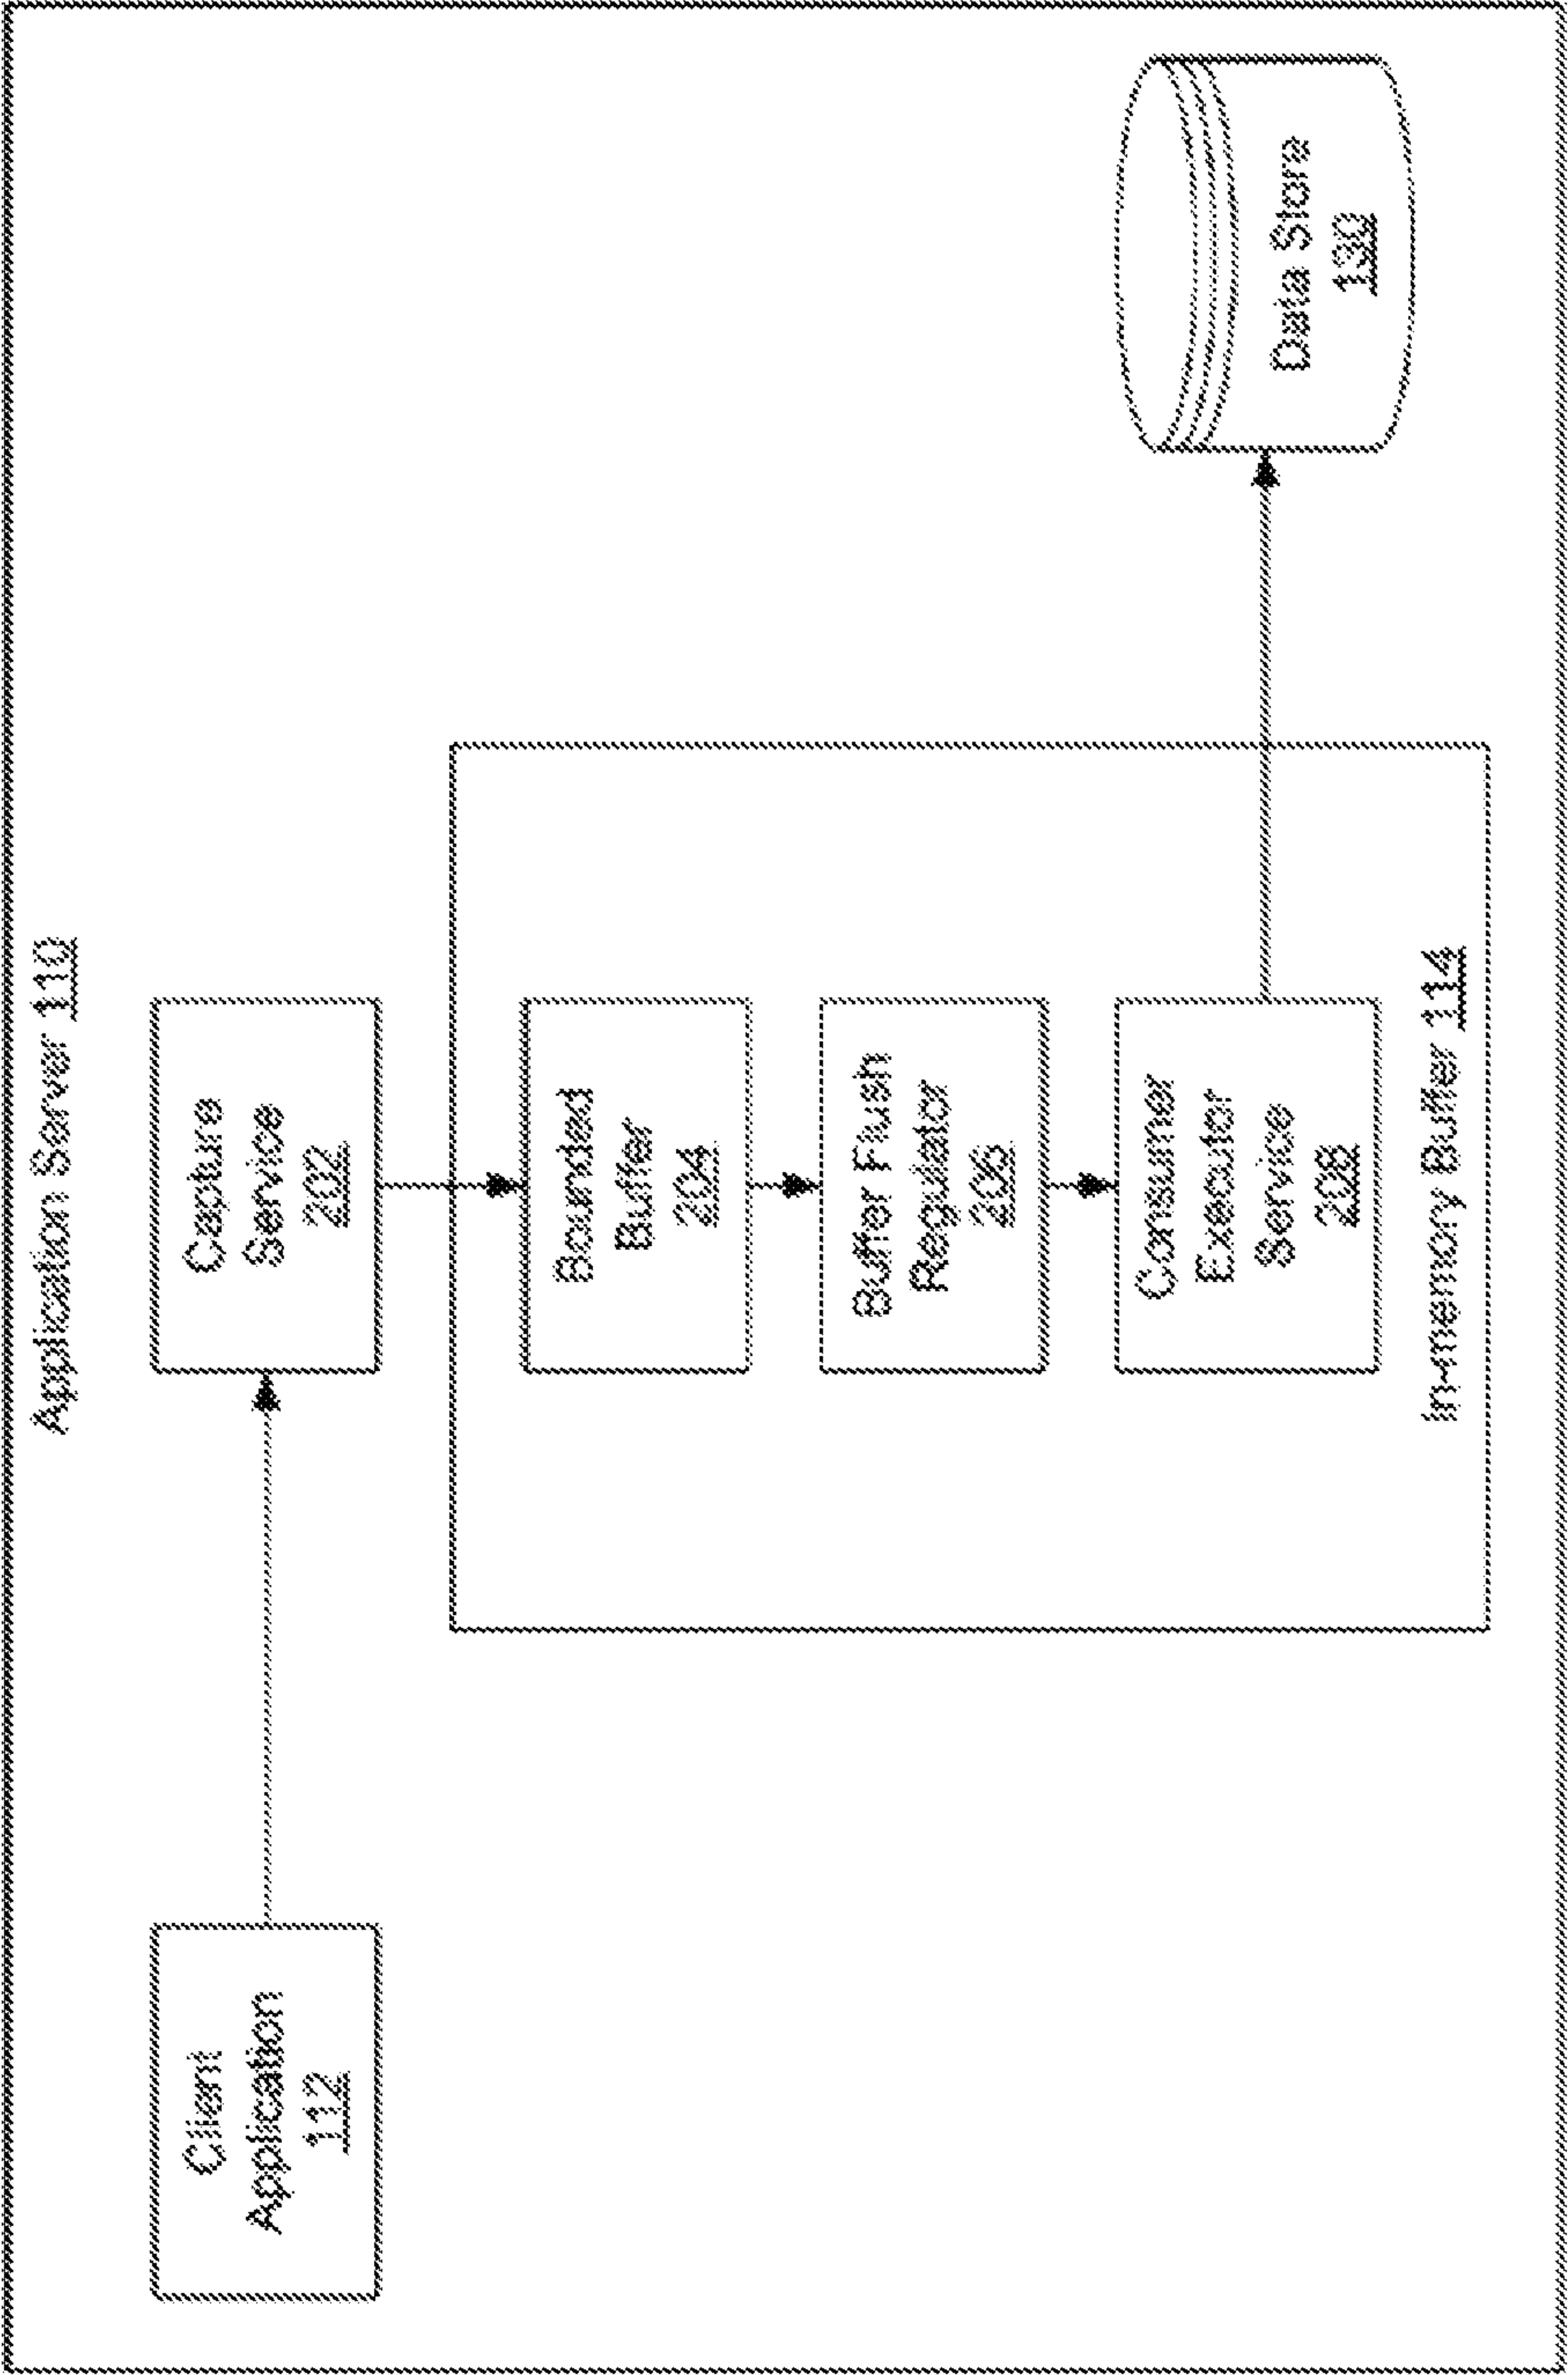 Application Server 110
Client
Application
112
Capture
Service
202
Bounded
Buffer
204
Buffer Flush
Regulator
206
Consumer
Executor
Service
208
In-memory Buffer 114
Data Store
130